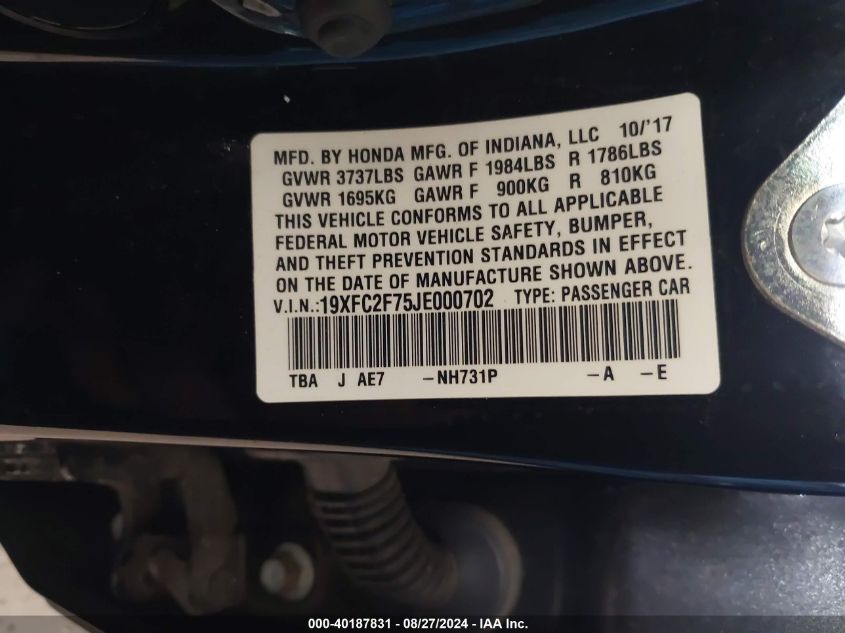 MFD. BY HONDA MFG. OF INDIANA, LLC 10/'17
GVWR 3737LBS GAWR F 1984LBS R 1786LBS
GVWR 1695KG GAWR F 900KG R 810KG
THIS VEHICLE CONFORMS TO ALL APPLICABLE
FEDERAL MOTOR VEHICLE SAFETY, BUMPER,
AND THEFT PREVENTION STANDARDS IN EFFECT
ON THE DATE OF MANUFACTURE SHOWN ABOVE.
V.I.N.:19XFC2F75JE000702 TYPE: PASSENGER CAR
TBA J AE7 -NH731P -A -E
000-40187831 - 08/27/2024 - IAA Inc.